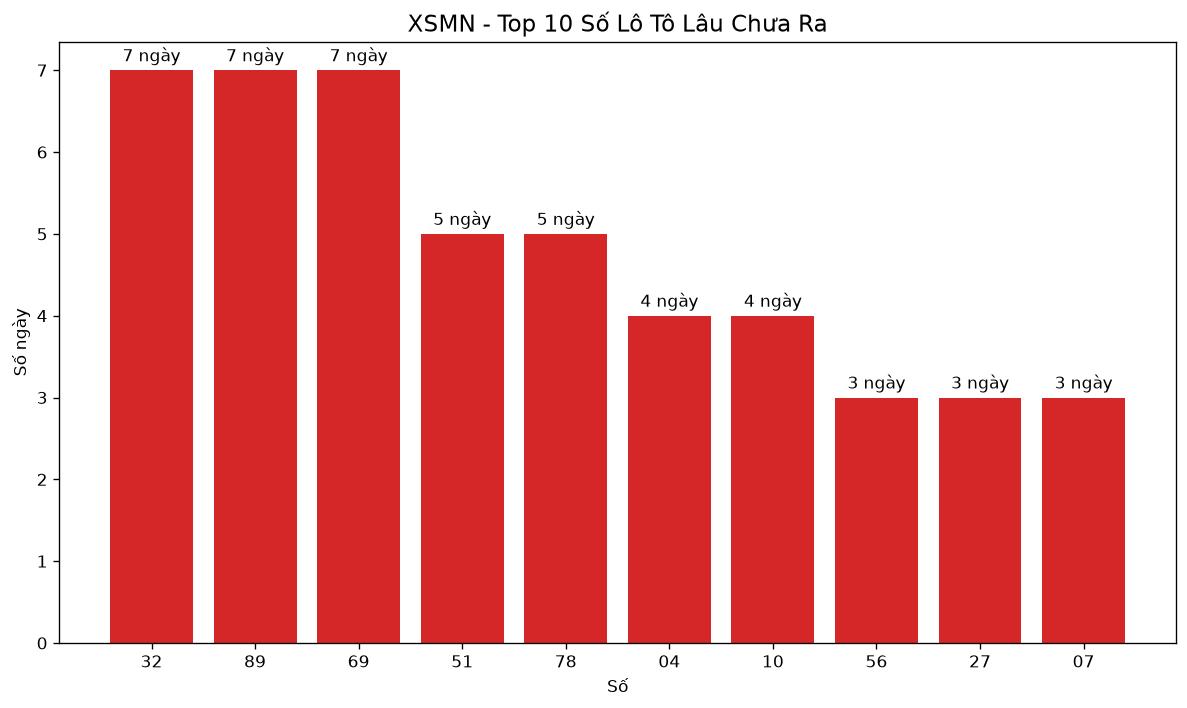 XSMN - Top 10 Số Lô Tô Lâu Chưa Ra
7 ngày 7 ngày 7 ngày
5 ngày 5 ngày
4 ngày 4 ngày
3 ngày 3 ngày 3 ngày
Số ngày
7
6
5
4
3
2
1
0
32 89 69 51 78 04 10 56 27 07
Số